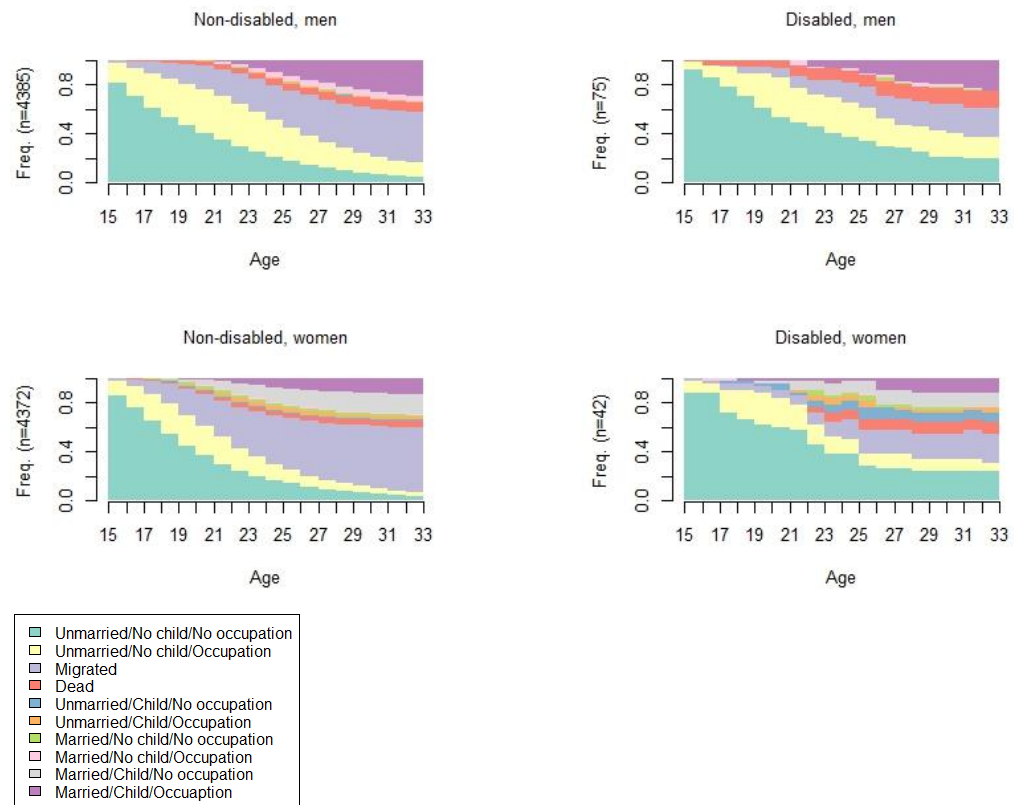 Non-disabled, men
Freq. (n=4385)
0.0 0.4 0.8
15 17 19 21 23 25 27 29 31 33
Age
Disabled, men
Freq. (n=75)
0.0 0.4 0.8
15 17 19 21 23 25 27 29 31 33
Age
Non-disabled, women
Freq. (n=4372)
0.0 0.4 0.8
15 17 19 21 23 25 27 29 31 33
Age
Disabled, women
Freq. (n=42)
0.0 0.4 0.8
15 17 19 21 23 25 27 29 31 33
Age
Unmarried/No child/No occupation
Unmarried/No child/Occupation
Migrated
Dead
Unmarried/Child/No occupation
Unmarried/Child/Occupation
Married/No child/No occupation
Married/No child/Occupation
Married/Child/No occupation
Married/Child/Occuaption